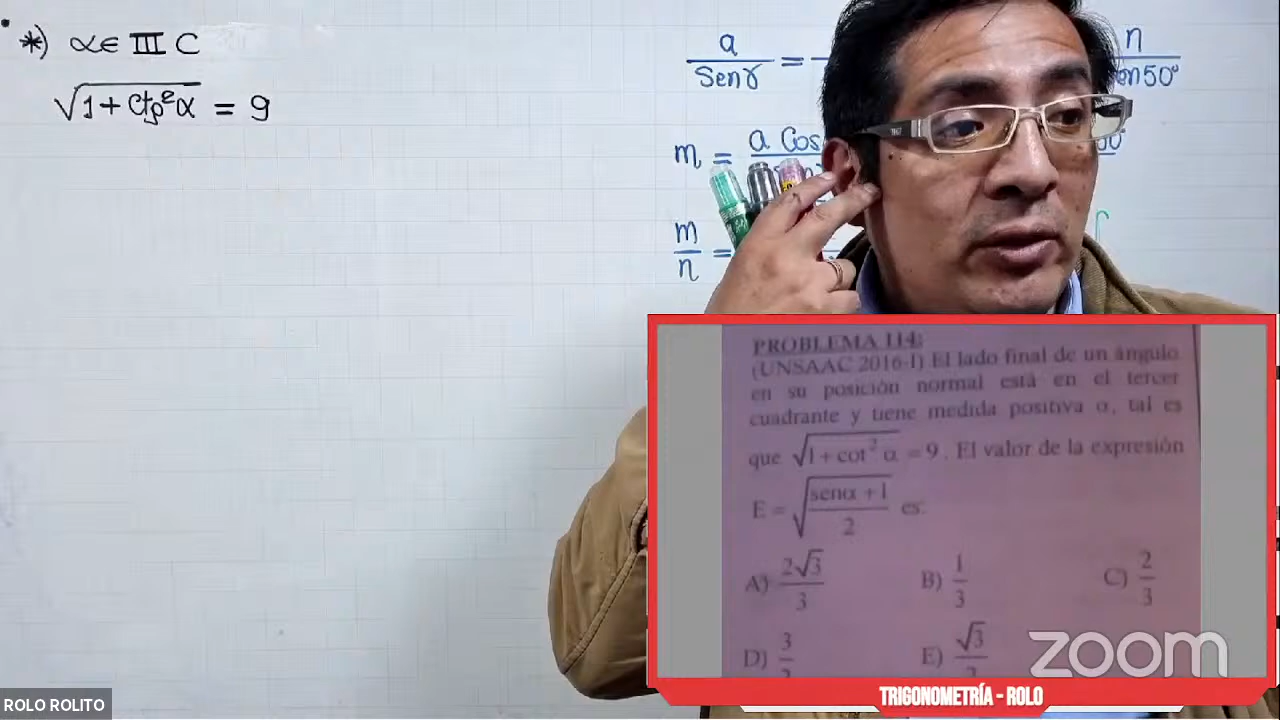 *) α∈ III C
√1 + Ctg²α = 9
a/Senγ = n/Sen50°
m = a Cos
m/n =
PROBLEMA 114:
(UNSAAC 2016-I) El lado final de un ángulo
en su posición normal está en el tercer
cuadrante y tiene medida positiva α, tal es
que √1+cot² α = 9 . El valor de la expresión
E = √(senα +1)/2 es:
A) 2√3/3 B) 1/3 C) 2/3
D) 3/ E) √3/
zoom
ROLO ROLITO
TRIGONOMETRÍA - ROLO